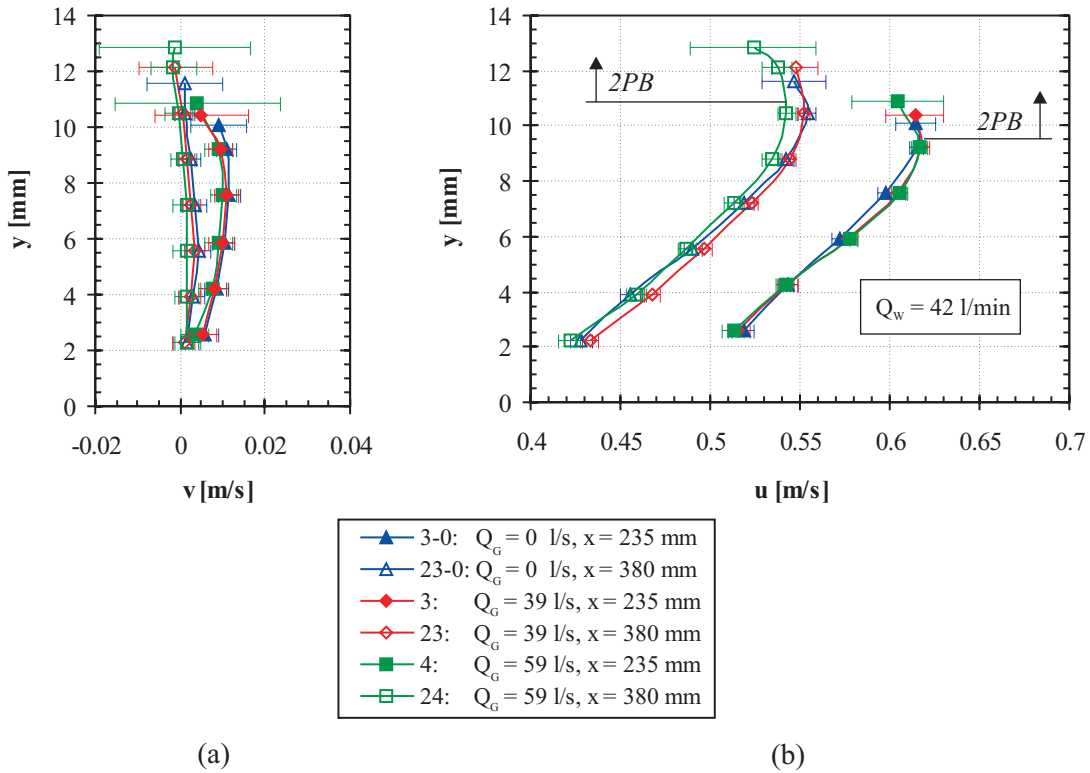 14
12
10
8
6
4
2
0
y [mm]
-0.02
0
0.02
0.04
v [m/s]
14
12
10
8
6
4
2
0
y [mm]
2PB
2PB
Q_W = 42 l/min
0.4
0.45
0.5
0.55
0.6
0.65
0.7
u [m/s]
3-0: Q_G = 0 l/s, x = 235 mm
23-0: Q_G = 0 l/s, x = 380 mm
3: Q_G = 39 l/s, x = 235 mm
23: Q_G = 39 l/s, x = 380 mm
4: Q_G = 59 l/s, x = 235 mm
24: Q_G = 59 l/s, x = 380 mm
(a)
(b)